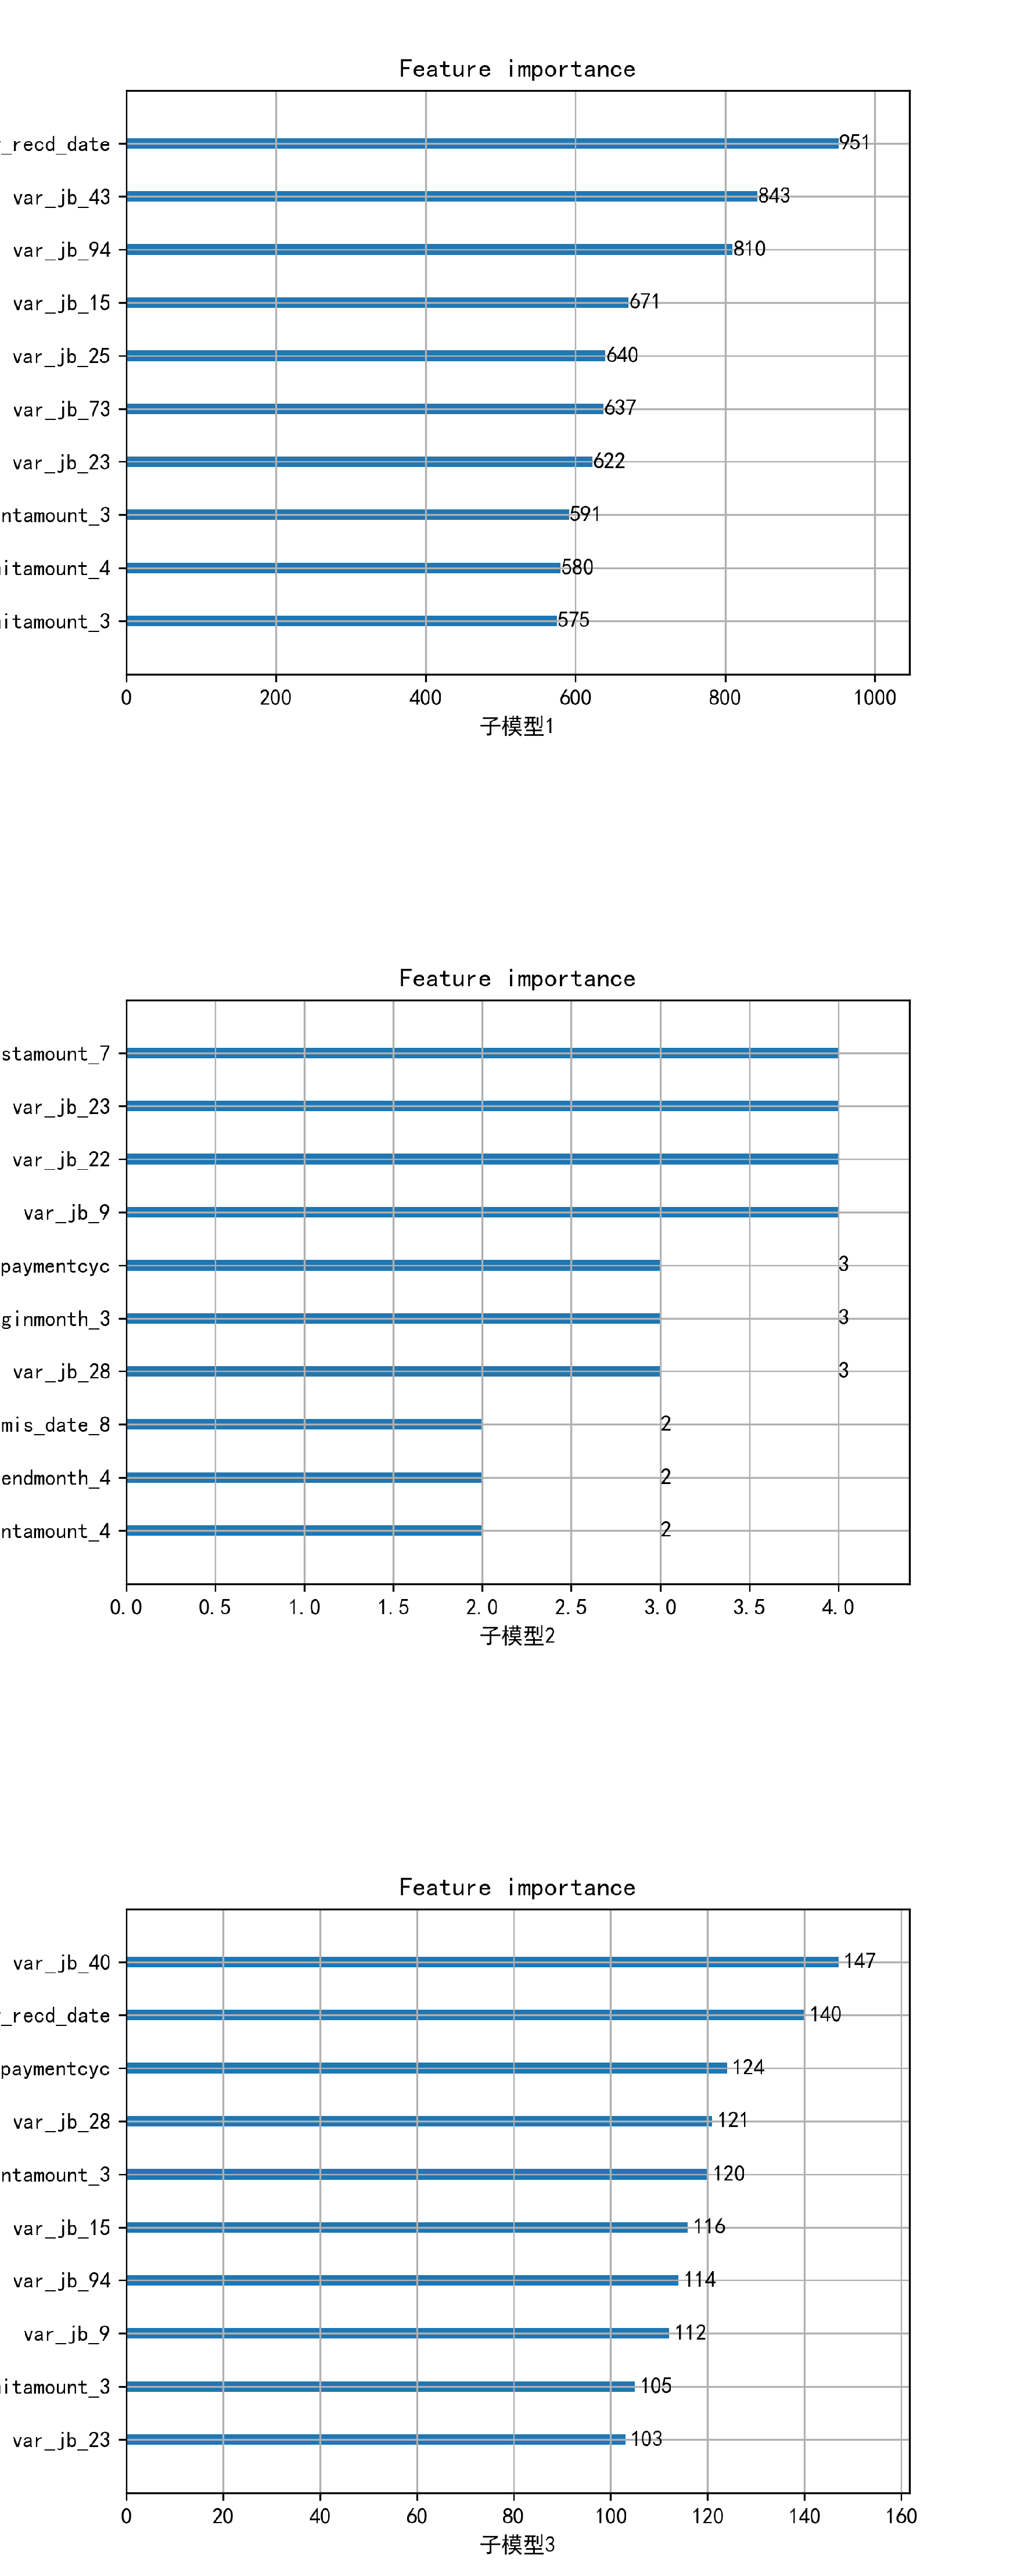 Feature importance
_recd_date
951
var_jb_43
843
var_jb_94
810
var_jb_15
671
var_jb_25
640
var_jb_73
637
var_jb_23
622
ntamount_3
591
itamount_4
580
itamount_3
575
0 200 400 600 800 1000
子模型1
Feature importance
stamount_7
var_jb_23
var_jb_22
var_jb_9
paymentcyc
3
ginmonth_3
3
var_jb_28
3
mis_date_8
2
endmonth_4
2
ntamount_4
2
0.0 0.5 1.0 1.5 2.0 2.5 3.0 3.5 4.0
子模型2
Feature importance
var_jb_40
147
_recd_date
140
paymentcyc
124
var_jb_28
121
ntamount_3
120
var_jb_15
116
var_jb_94
114
var_jb_9
112
itamount_3
105
var_jb_23
103
0 20 40 60 80 100 120 140 160
子模型3